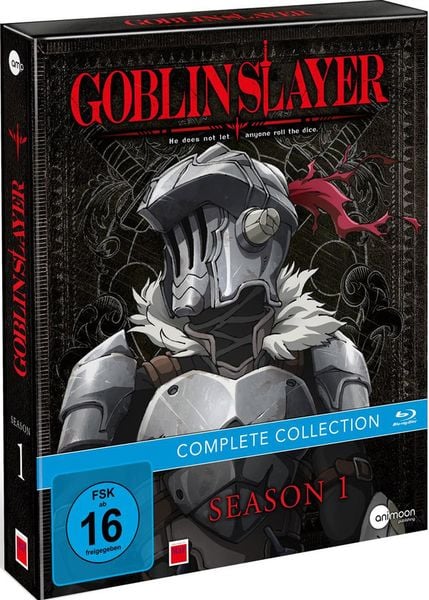 GOBLIN SLAYER
He does not let anyone roll the dice.
COMPLETE COLLECTION
Blu-ray Disc
SEASON 1
FSK
ab
16
freigegeben
animoon
publishing
GOBLIN SLAYER
SEASON
1